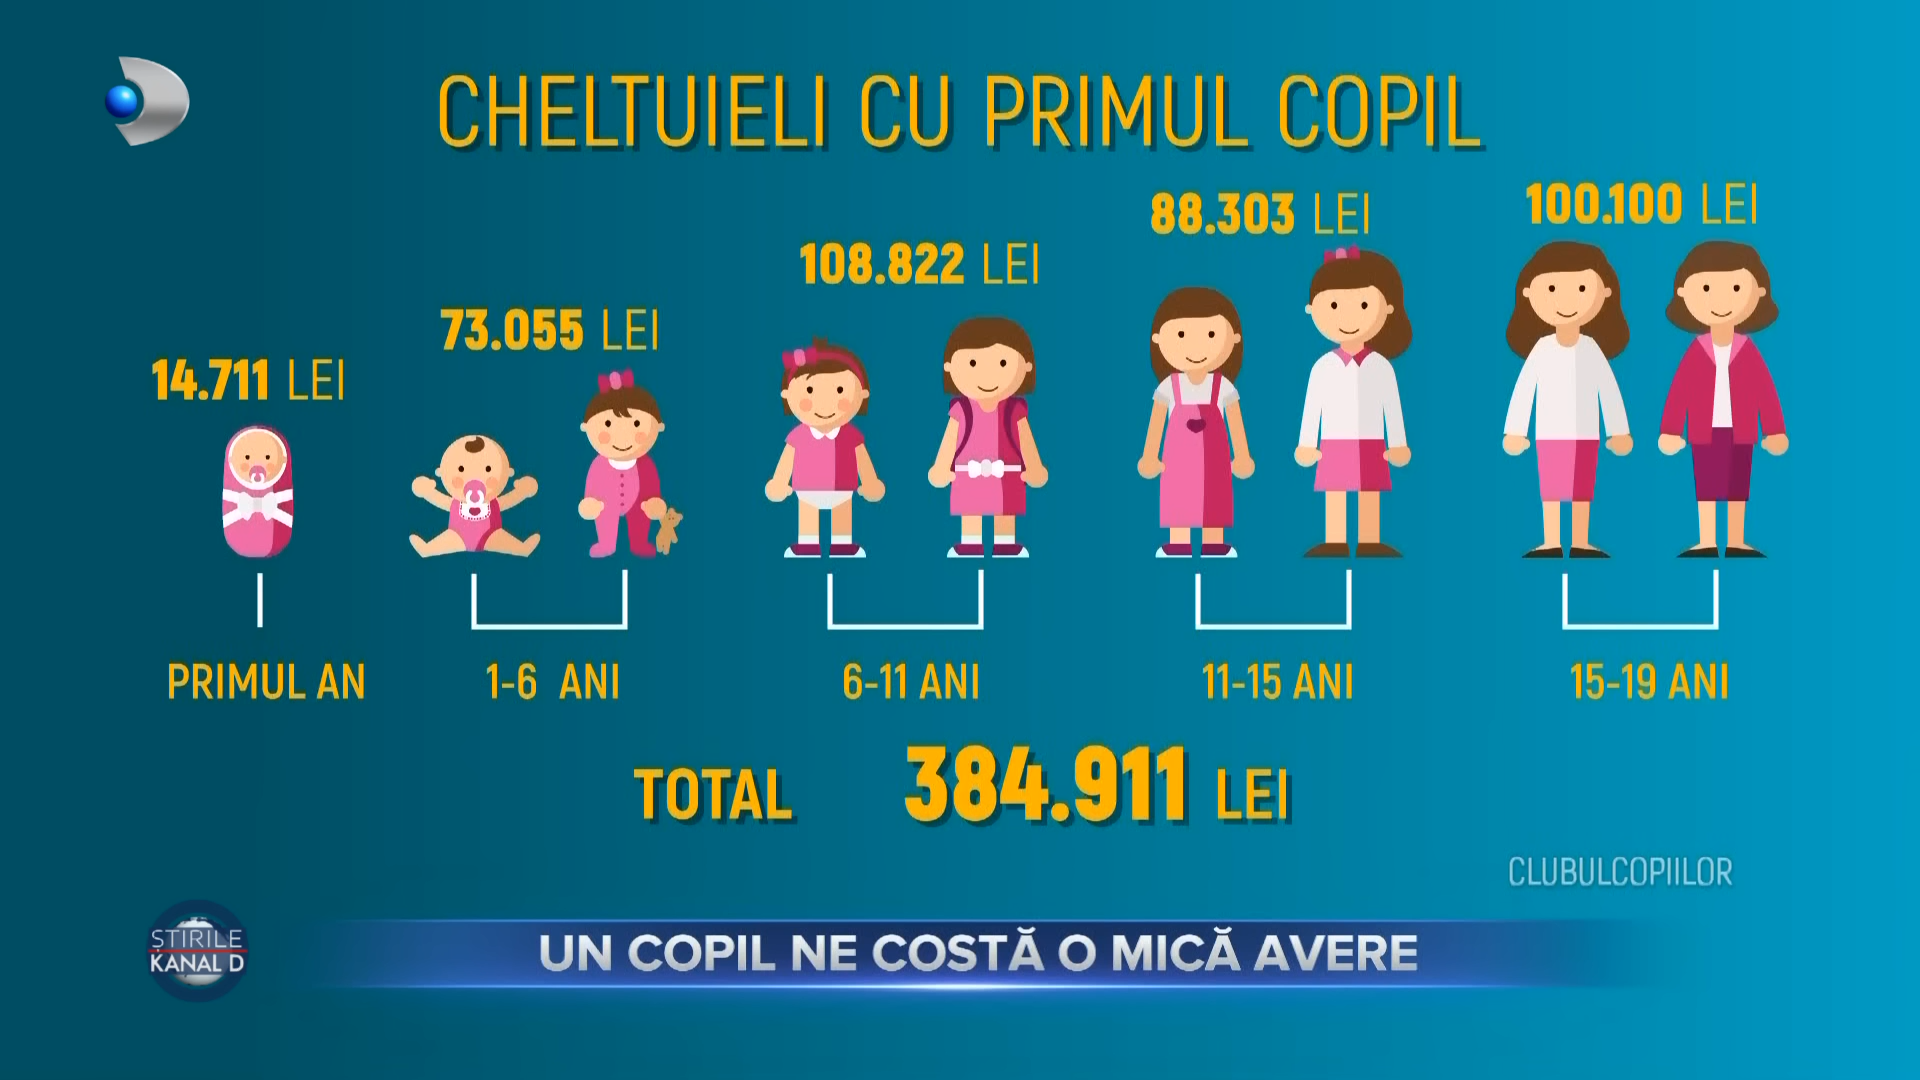 CHELTUIELI CU PRIMUL COPIL
14.711 LEI
73.055 LEI
108.822 LEI
88.303 LEI
100.100 LEI
PRIMUL AN
1-6 ANI
6-11 ANI
11-15 ANI
15-19 ANI
TOTAL 384.911 LEI
CLUBULCOPIILOR
ȘTIRILE
KANAL D
UN COPIL NE COSTĂ O MICĂ AVERE